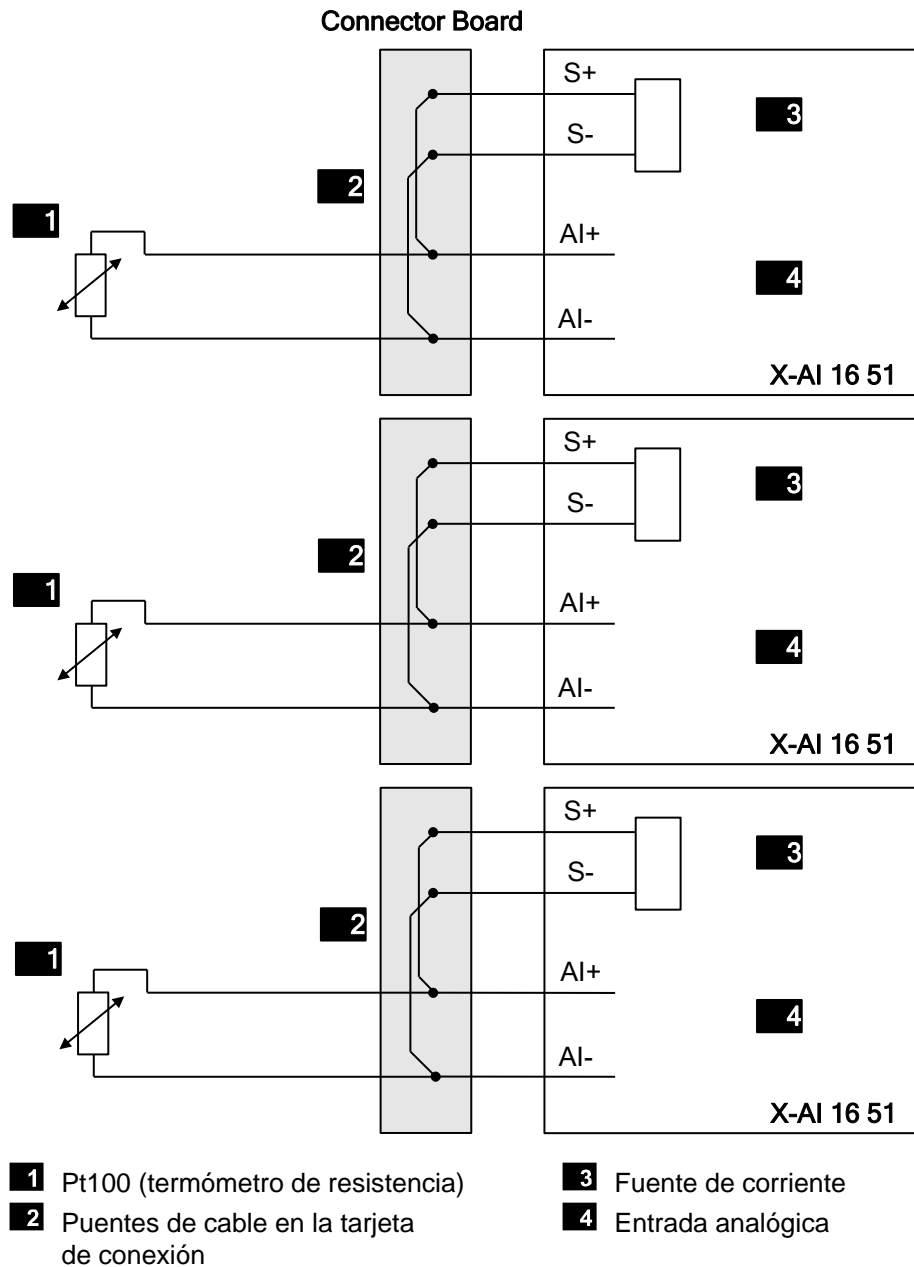 Connector Board
S+
3
S-
2
1
AI+
4
AI-
X-AI 16 51
S+
3
S-
2
1
AI+
4
AI-
X-AI 16 51
S+
3
S-
2
1
AI+
4
AI-
X-AI 16 51
1 Pt100 (termómetro de resistencia)
2 Puentes de cable en la tarjeta
de conexión
3 Fuente de corriente
4 Entrada analógica